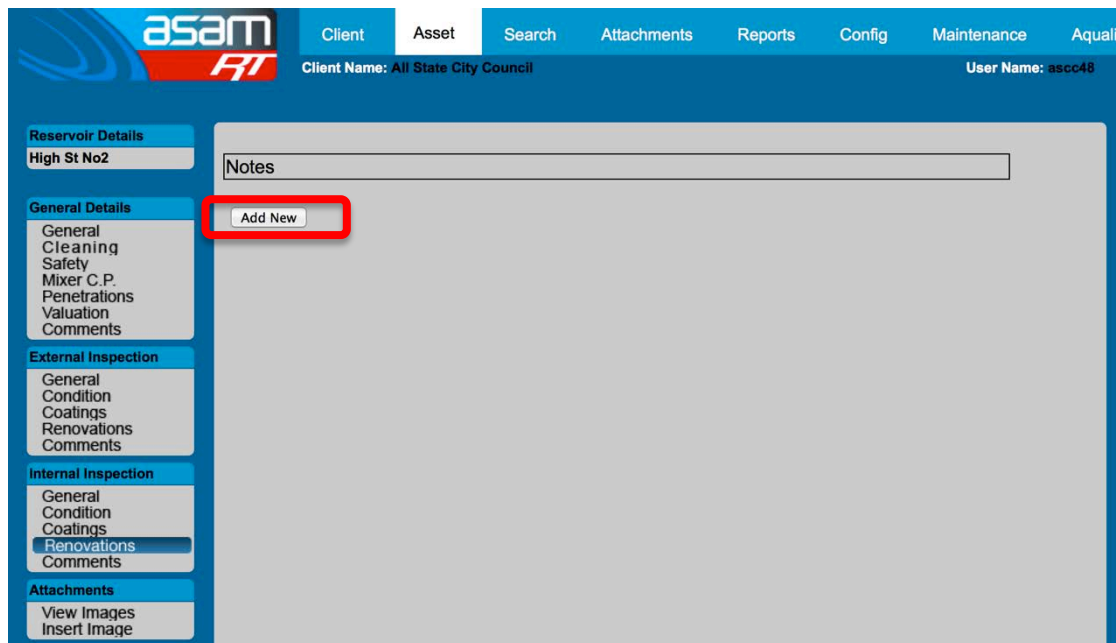 asam
RT
Client Asset Search Attachments Reports Config Maintenance Aquali
Client Name: All State City Council User Name: ascc48
Reservoir Details
High St No2
Notes
Add New
General Details
General
Cleaning
Safety
Mixer C.P.
Penetrations
Valuation
Comments
External Inspection
General
Condition
Coatings
Renovations
Comments
Internal Inspection
General
Condition
Coatings
Renovations
Comments
Attachments
View Images
Insert Image